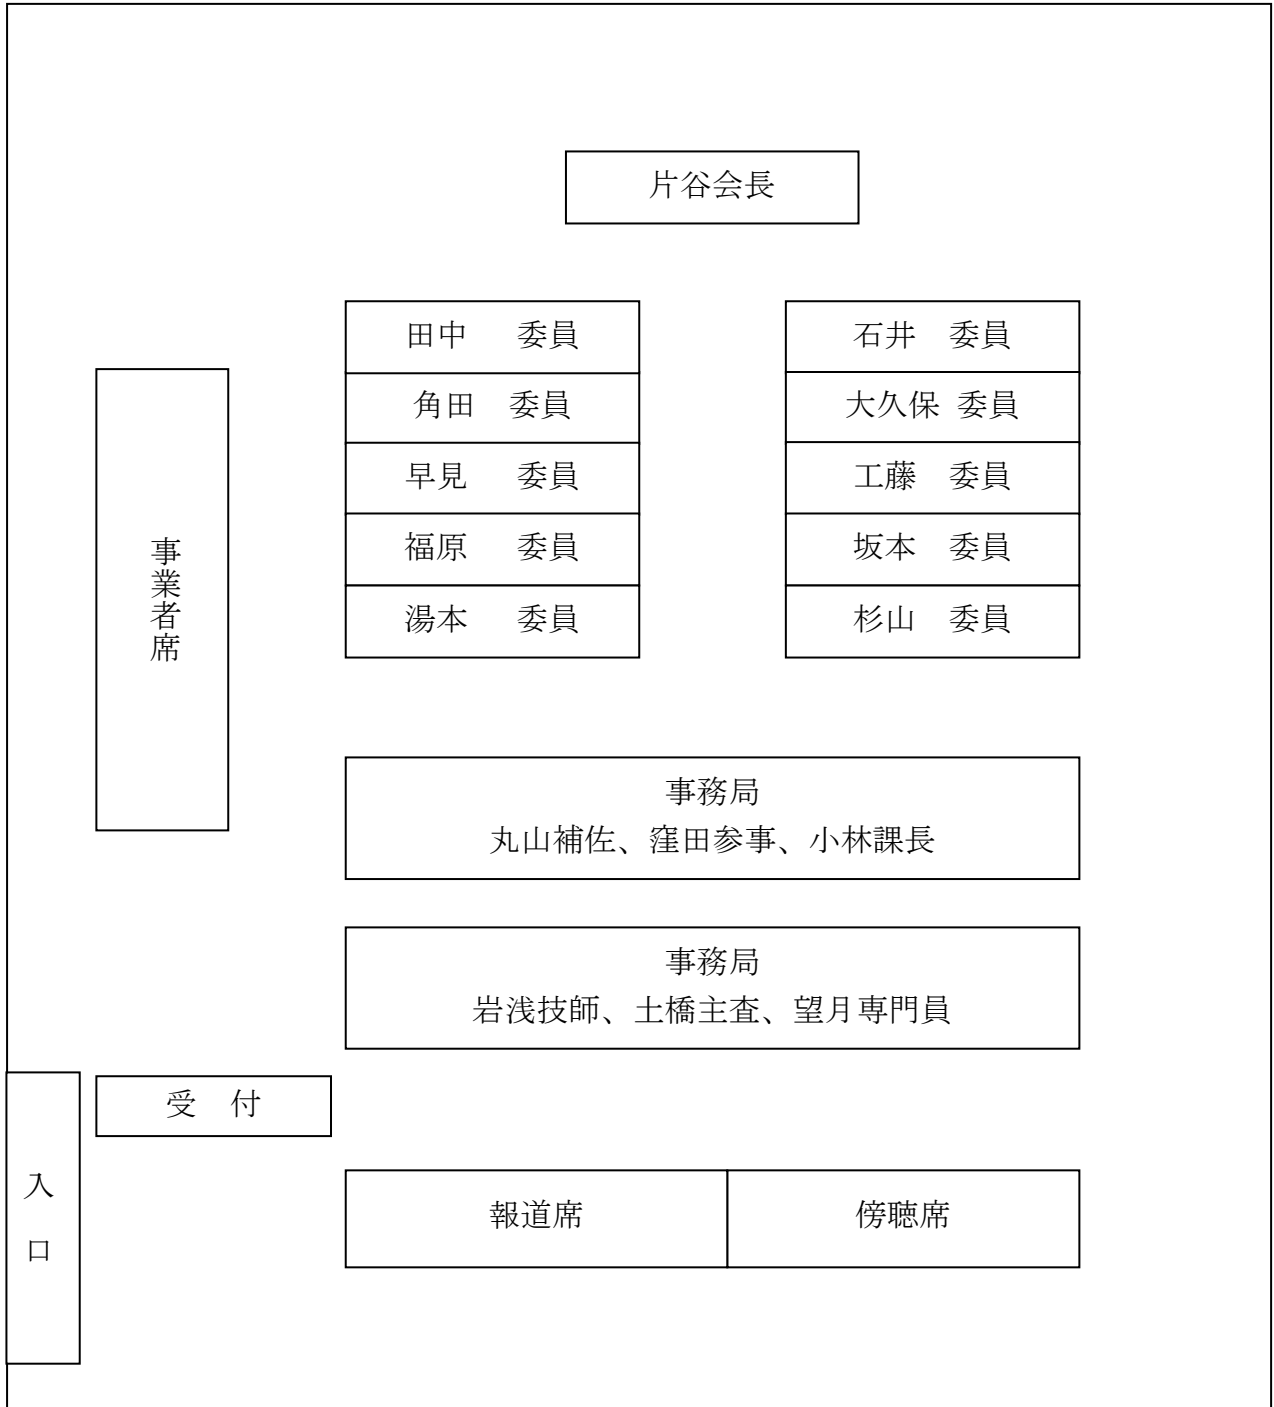 片谷会長
田中 委員
角田 委員
早見 委員
福原 委員
湯本 委員
石井 委員
大久保 委員
工藤 委員
坂本 委員
杉山 委員
事業者席
事務局
丸山補佐、窪田参事、小林課長
事務局
岩浅技師、土橋主査、望月専門員
受 付
入口
報道席
傍聴席